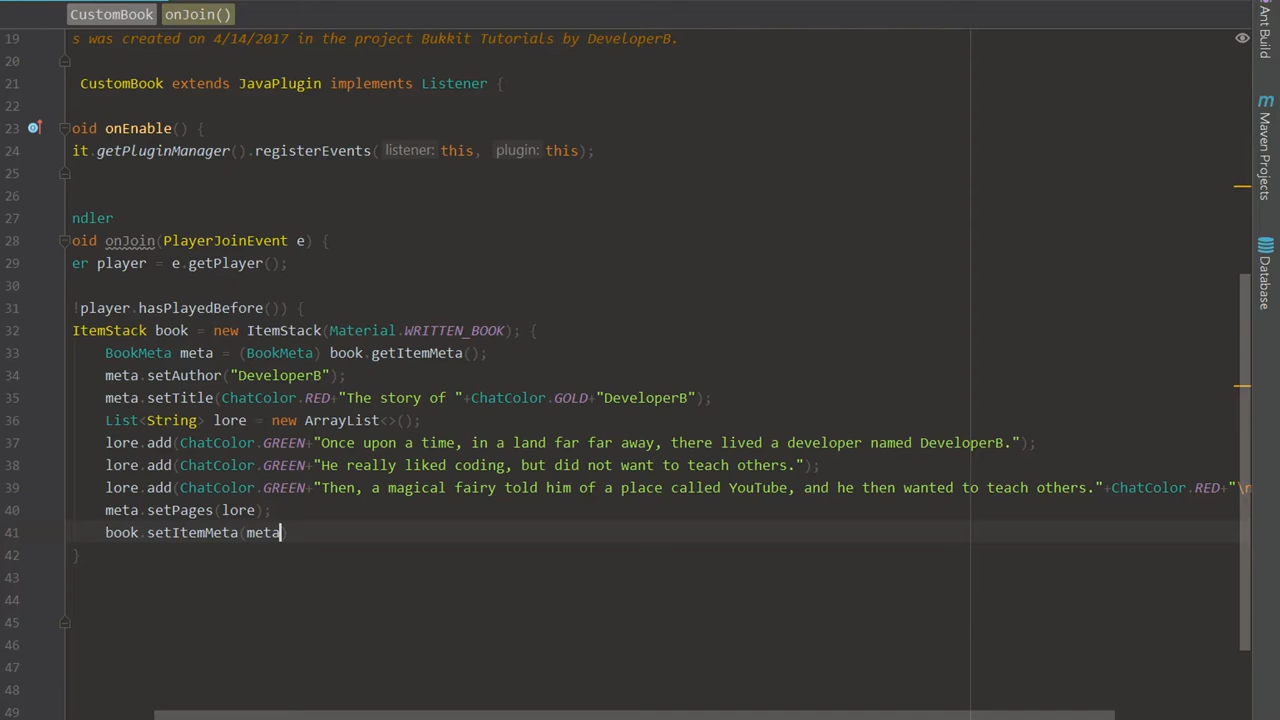 CustomBook onJoin()
19 s was created on 4/14/2017 in the project Bukkit Tutorials by DeveloperB.
20
21 CustomBook extends JavaPlugin implements Listener {
22
23 oid onEnable() {
24 it.getPluginManager().registerEvents( listener: this, plugin: this);
25
26
27 ndler
28 oid onJoin(PlayerJoinEvent e) {
29 er player = e.getPlayer();
30
31 !player.hasPlayedBefore()) {
32 ItemStack book = new ItemStack(Material.WRITTEN_BOOK); {
33 BookMeta meta = (BookMeta) book.getItemMeta();
34 meta.setAuthor("DeveloperB");
35 meta.setTitle(ChatColor.RED+"The story of "+ChatColor.GOLD+"DeveloperB");
36 List<String> lore = new ArrayList<>();
37 lore.add(ChatColor.GREEN+"Once upon a time, in a land far far away, there lived a developer named DeveloperB.");
38 lore.add(ChatColor.GREEN+"He really liked coding, but did not want to teach others.");
39 lore.add(ChatColor.GREEN+"Then, a magical fairy told him of a place called YouTube, and he then wanted to teach others."+ChatColor.RED+"\n
40 meta.setPages(lore);
41 book.setItemMeta(meta)
42 }
43
44
45
46
47
48
49
Ant Build
m Maven Projects
Database